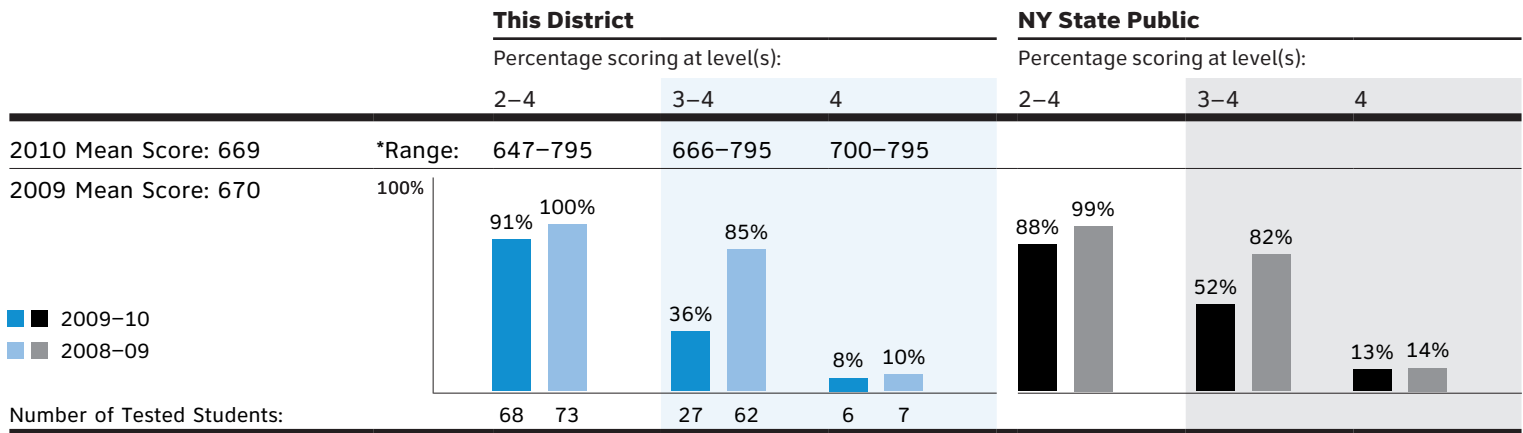 This District NY State Public
Percentage scoring at level(s): Percentage scoring at level(s):
2–4 3–4 4 2–4 3–4 4
2010 Mean Score: 669 *Range: 647–795 666–795 700–795
2009 Mean Score: 670 100%
91% 100% 36% 85% 8% 10% 88% 99% 52% 82% 13% 14%
2009–10
2008–09
Number of Tested Students: 68 73 27 62 6 7